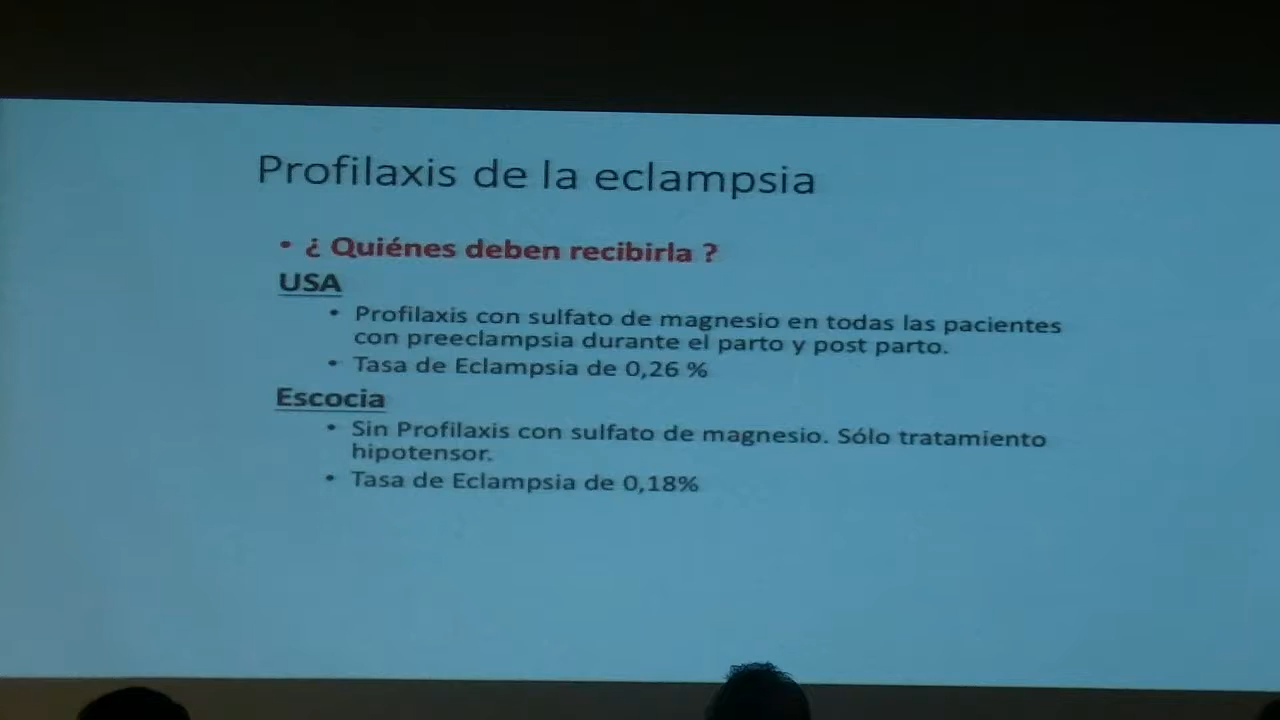 Profilaxis de la eclampsia
• ¿ Quiénes deben recibirla ?
USA
• Profilaxis con sulfato de magnesio en todas las pacientes
con preeclampsia durante el parto y post parto.
• Tasa de Eclampsia de 0,26 %
Escocia
• Sin Profilaxis con sulfato de magnesio. Sólo tratamiento
hipotensor.
• Tasa de Eclampsia de 0,18%